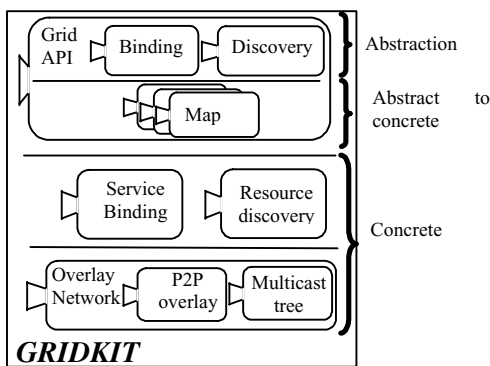 Grid
API
Binding
Discovery
Abstraction
Map
Abstract to
concrete
Service
Binding
Resource
discovery
Concrete
Overlay
Network
P2P
overlay
Multicast
tree
GRIDKIT